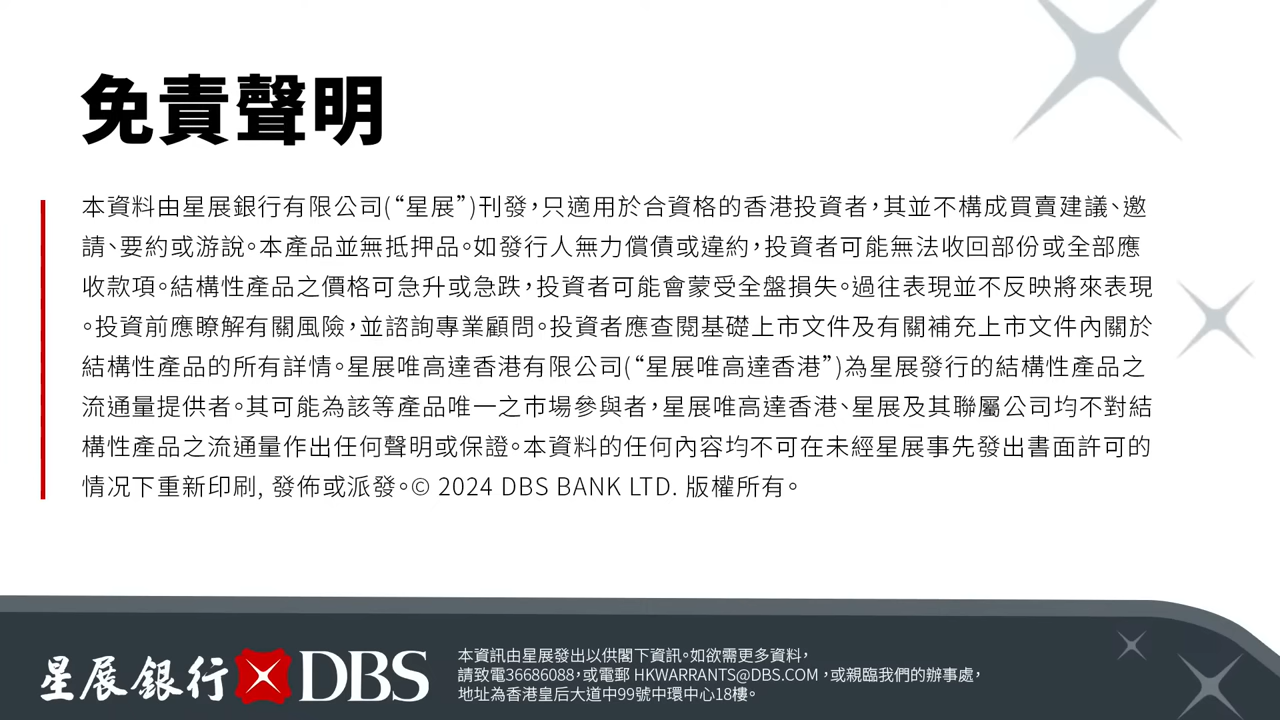 免責聲明
本資料由星展銀行有限公司(“星展”)刊發，只適用於合資格的香港投資者，其並不構成買賣建議、邀
請、要約或游說。本產品並無抵押品。如發行人無力償債或違約，投資者可能無法收回部份或全部應
收款項。結構性產品之價格可急升或急跌，投資者可能會蒙受全盤損失。過往表現並不反映將來表現
。投資前應瞭解有關風險，並諮詢專業顧問。投資者應查閱基礎上市文件及有關補充上市文件內關於
結構性產品的所有詳情。星展唯高達香港有限公司(“星展唯高達香港”)為星展發行的結構性產品之
流通量提供者。其可能為該等產品唯一之市場參與者，星展唯高達香港、星展及其聯屬公司均不對結
構性產品之流通量作出任何聲明或保證。本資料的任何內容均不可在未經星展事先發出書面許可的
情況下重新印刷, 發佈或派發。© 2024 DBS BANK LTD. 版權所有。
星展銀行 DBS
本資訊由星展發出以供閣下資訊。如欲需更多資料，
請致電36686088，或電郵 HKWARRANTS@DBS.COM ，或親臨我們的辦事處，
地址為香港皇后大道中99號中環中心18樓。